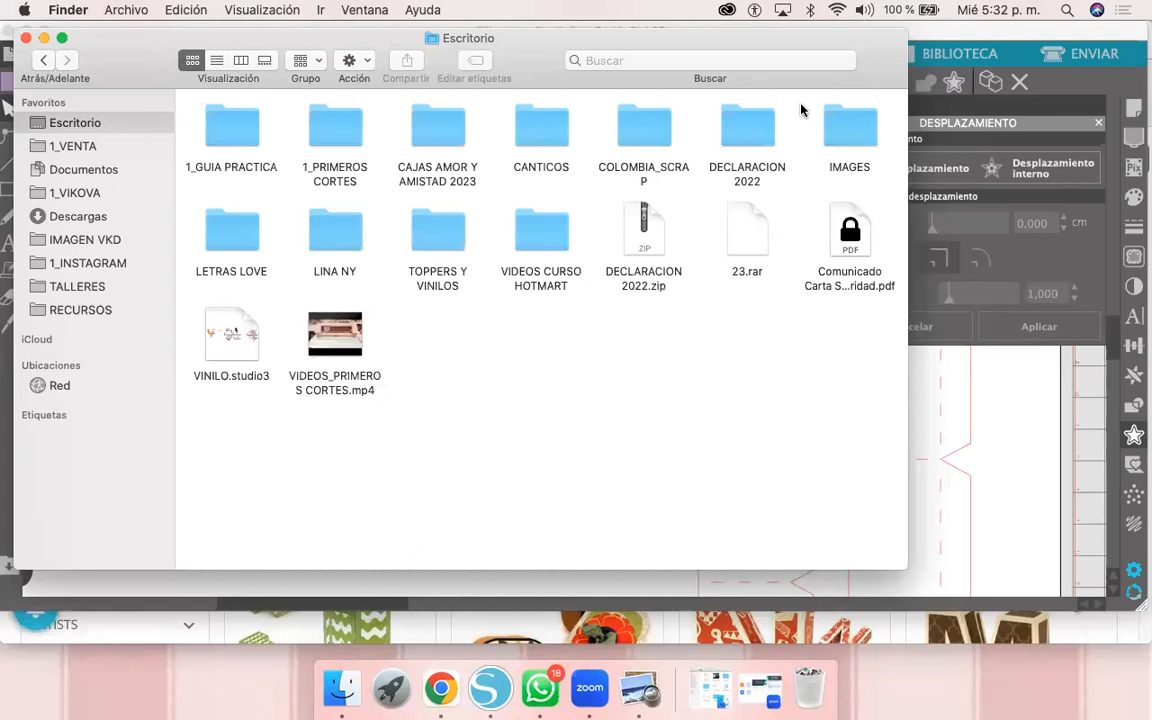 Finder Archivo Edición Visualización Ir Ventana Ayuda 100 % Mié 5:32 p. m.
Escritorio
Buscar
Atrás/Adelante Visualización Grupo Acción Compartir Editar etiquetas Buscar
BIBLIOTECA ENVIAR
DESPLAZAMIENTO
Desplazamiento
interno
0,000 cm
1,000
Aplicar
Favoritos
Escritorio
1_VENTA
Documentos
1_VIKOVA
Descargas
IMAGEN VKD
1_INSTAGRAM
TALLERES
RECURSOS
iCloud
Ubicaciones
Red
Etiquetas
1_GUIA PRACTICA
1_PRIMEROS
CORTES
CAJAS AMOR Y
AMISTAD 2023
CANTICOS
COLOMBIA_SCRA
P
DECLARACION
2022
IMAGES
LETRAS LOVE
LINA NY
TOPPERS Y
VINILOS
VIDEOS CURSO
HOTMART
ZIP
DECLARACION
2022.zip
23.rar
PDF
Comunicado
Carta S...ridad.pdf
VINILO.studio3
VIDEOS_PRIMERO
S CORTES.mp4
18
zoom